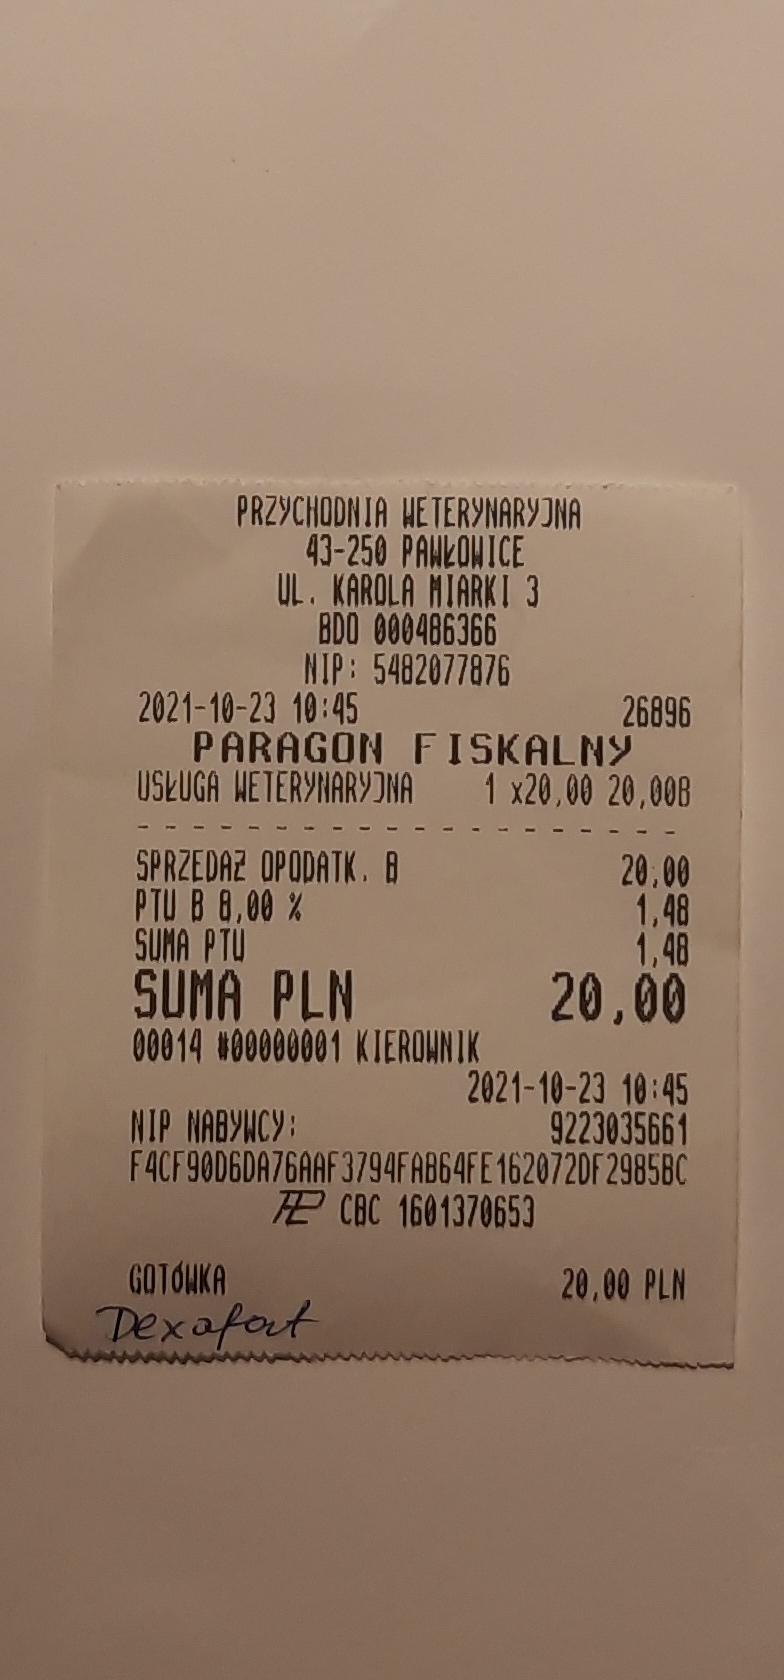 PRZYCHODNIA WETERYNARYJNA
43-250 PAWŁOWICE
UL. KAROLA MIARKI 3
BDO 000486366
NIP: 5482077876
2021-10-23 10:45 26896
PARAGON FISKALNY
USŁUGA WETERYNARYJNA 1 x20,00 20,00B
SPRZEDAŻ OPODATK. B 20,00
PTU B 8,00 % 1,48
SUMA PTU 1,48
SUMA PLN 20,00
00014 #00000001 KIEROWNIK
2021-10-23 10:45
NIP NABYWCY: 9223035661
F4CF90D6DA76AAF3794FAB64FE162072DF2985BC
CBC 1601370653
GOTÓWKA 20,00 PLN
Dexafort